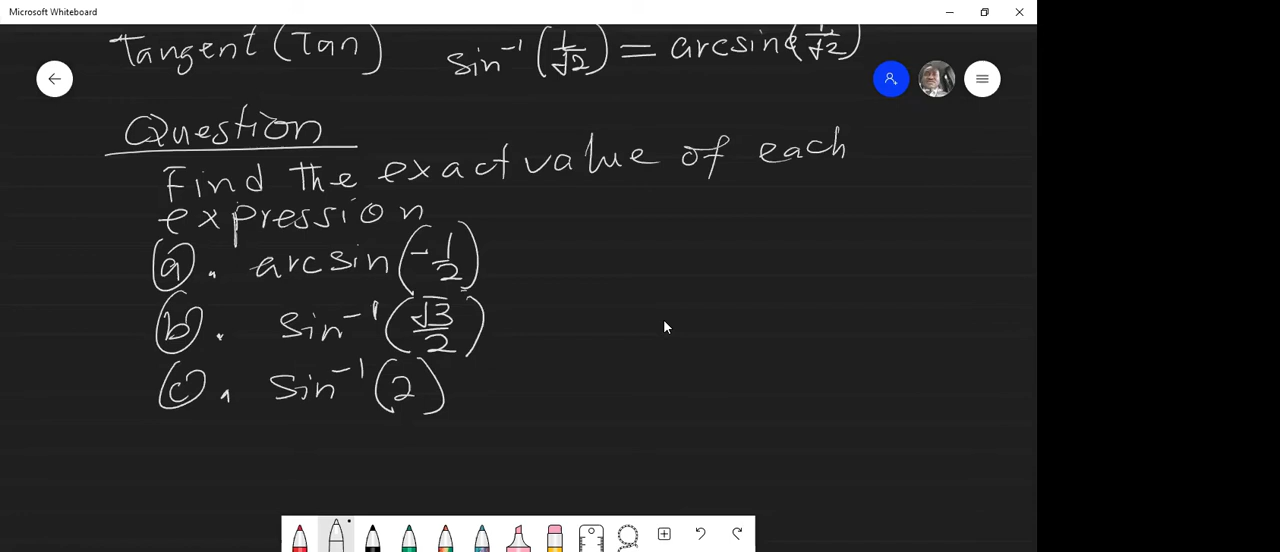 Microsoft Whiteboard
Tangent (Tan) sin⁻¹(1/√2) = arcsin(1/√2)
Question
Find the exact value of each
expression
(a). arcsin(-1/2)
(b). sin⁻¹(√3/2)
(c). sin⁻¹(2)